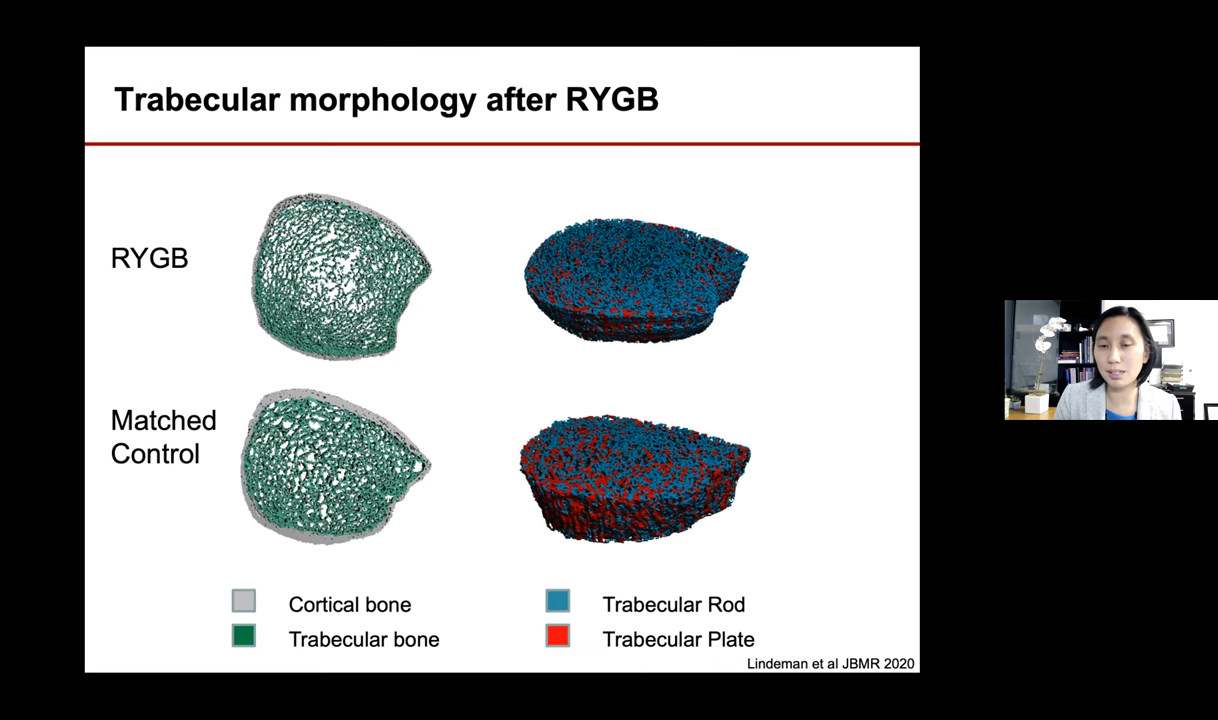 Trabecular morphology after RYGB
RYGB
Matched
Control
Cortical bone
Trabecular bone
Trabecular Rod
Trabecular Plate
Lindeman et al JBMR 2020